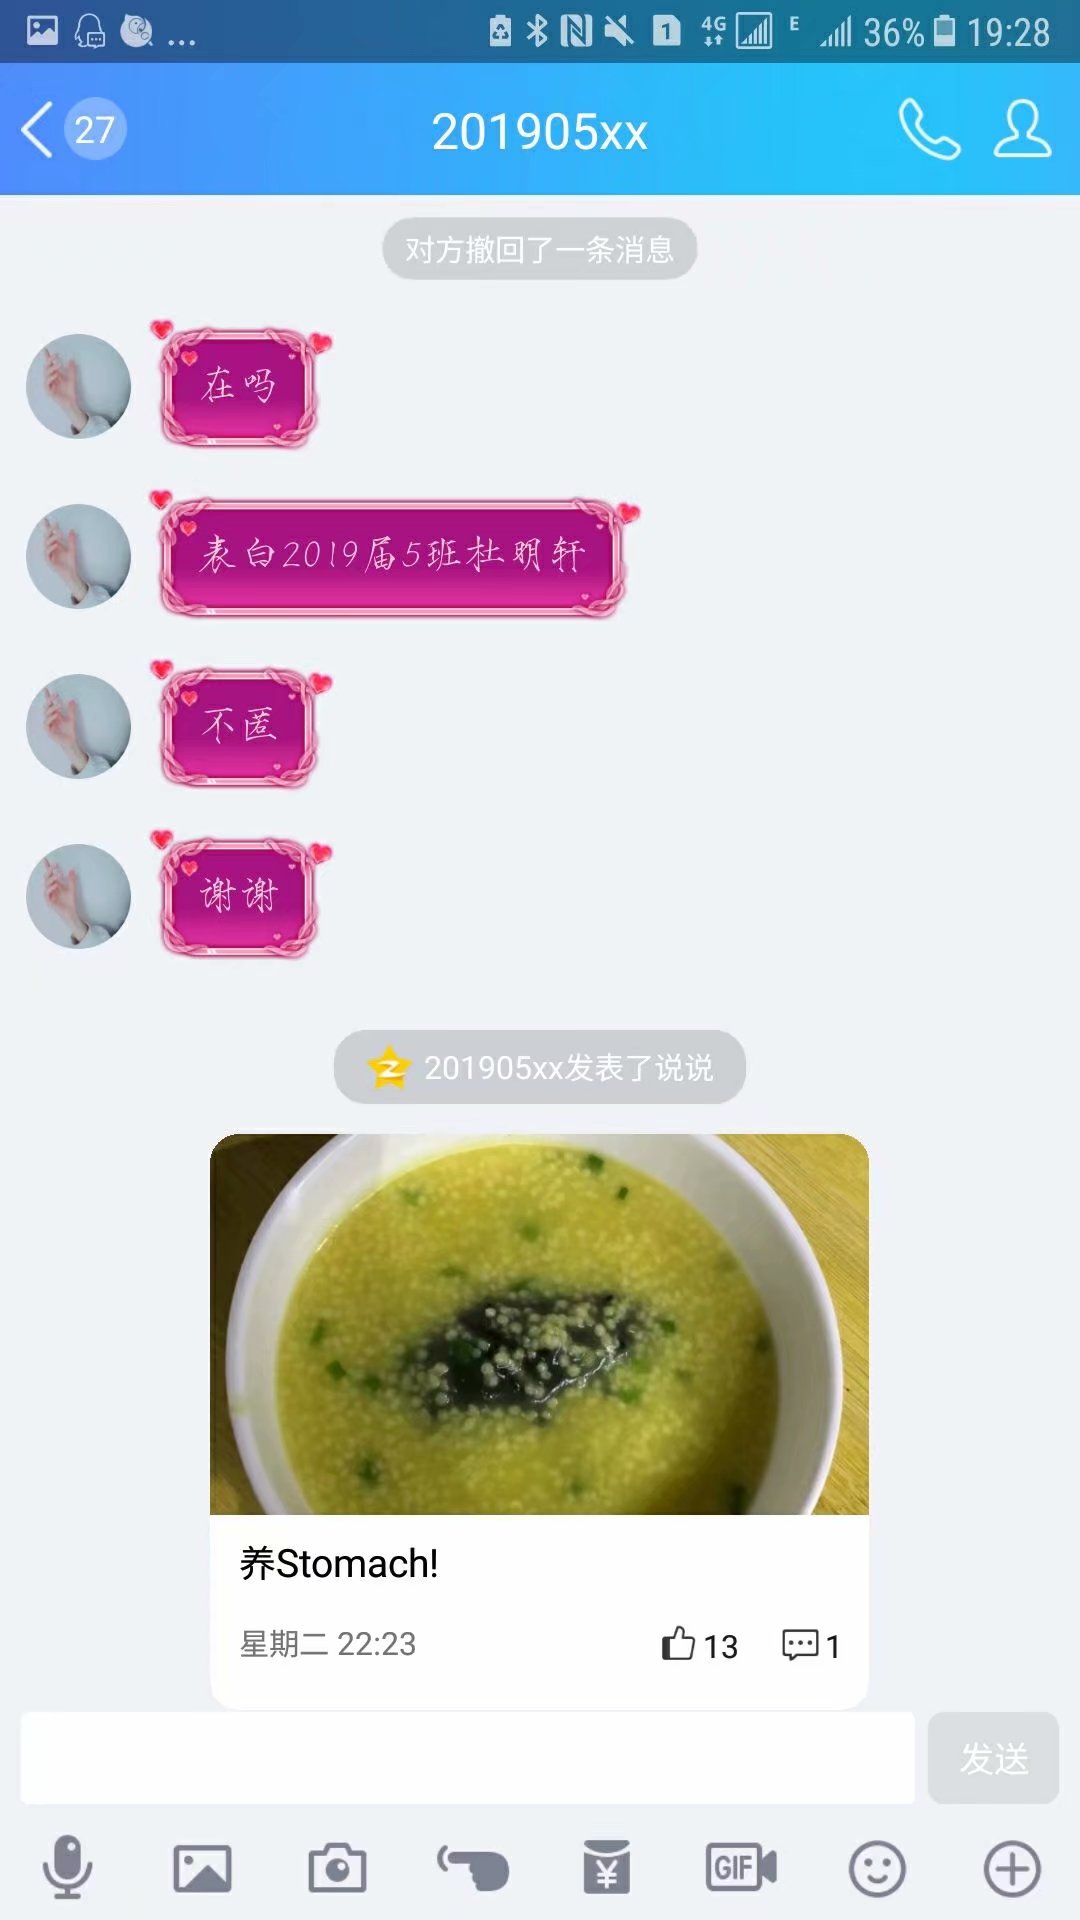 ... 1 4G E 36% 19:28
27 201905xx
对方撤回了一条消息
在吗
表白2019届5班杜明轩
不匿
谢谢
201905xx发表了说说
养Stomach!
星期二 22:23 13 1
发送
¥ GIF